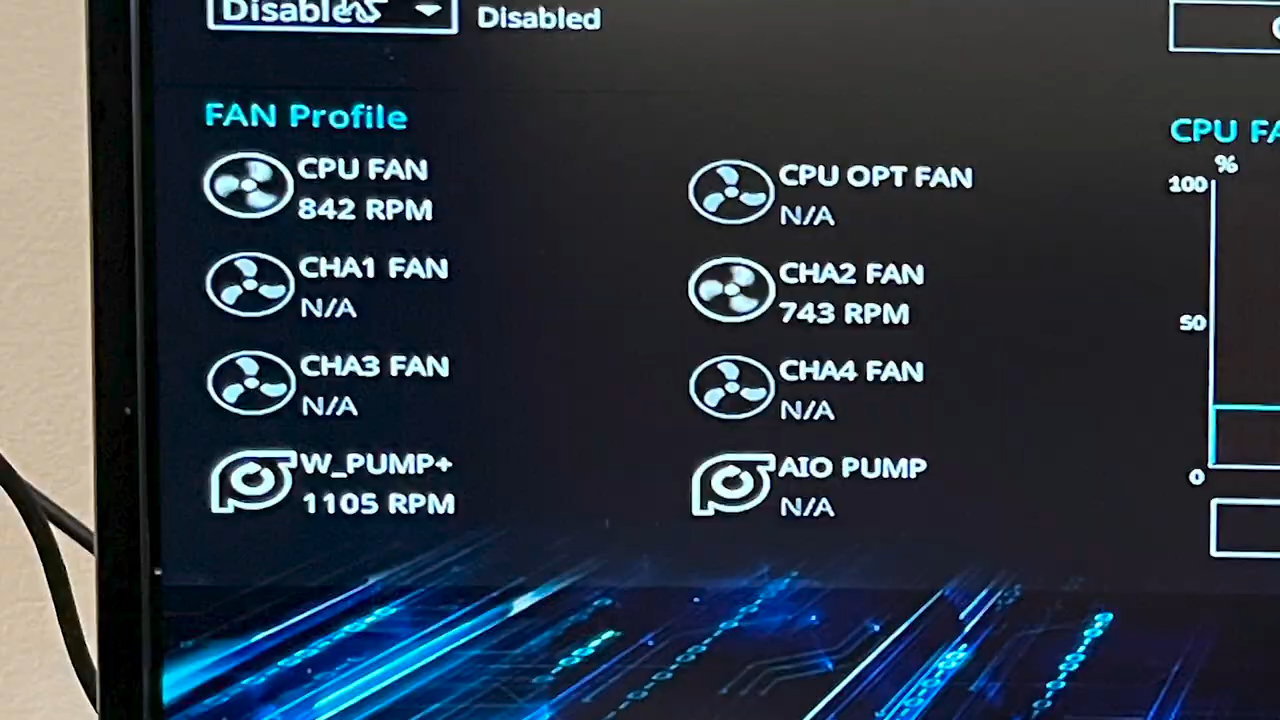 Disabled
Disabled
FAN Profile
CPU FAN
842 RPM
CPU OPT FAN
N/A
CHA1 FAN
N/A
CHA2 FAN
743 RPM
CHA3 FAN
N/A
CHA4 FAN
N/A
W_PUMP+
1105 RPM
AIO PUMP
N/A
CPU
%
100
50
0